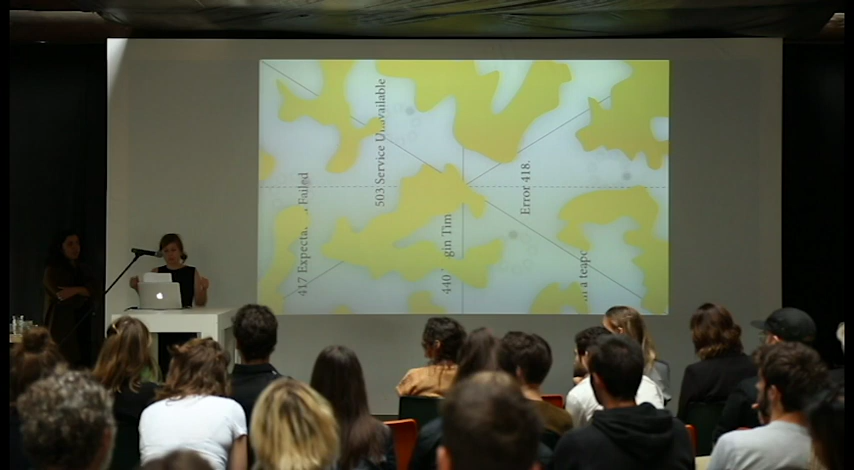 417 Expecta... Failed
503 Service Unavailable
440 gin Tim
Error 418.
a teapo